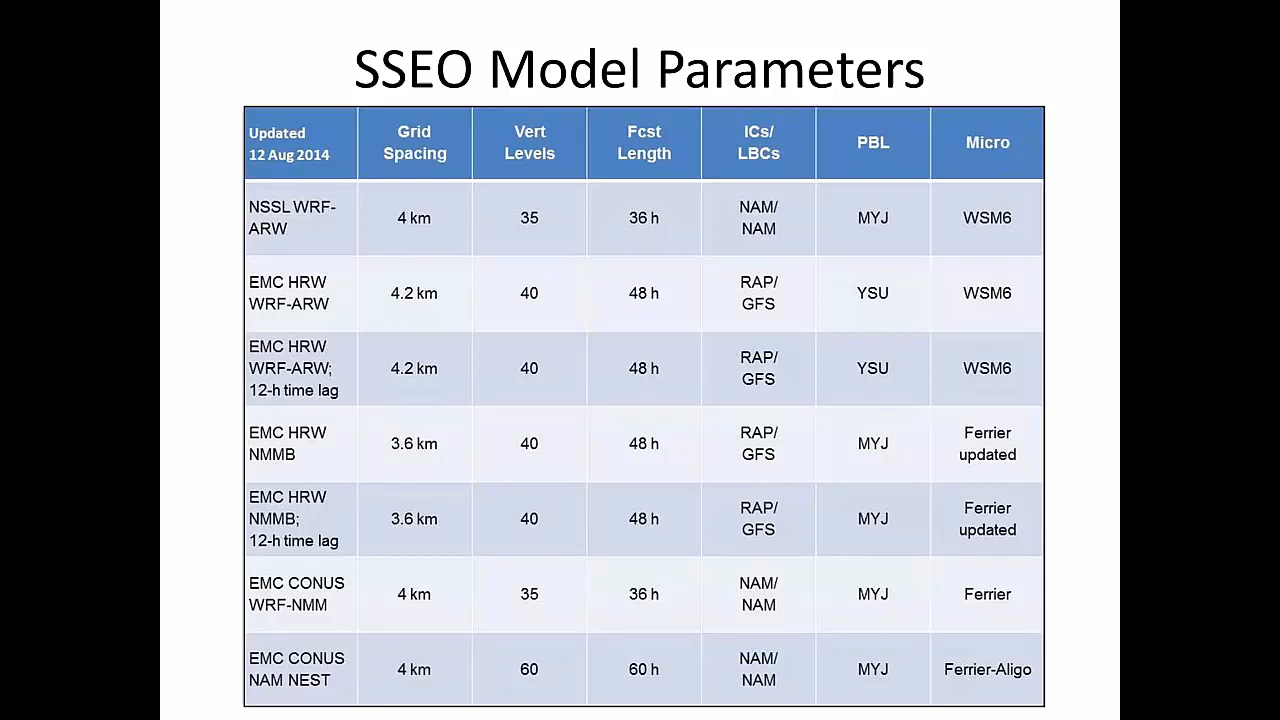 SSEO Model Parameters
Updated
12 Aug 2014
Grid
Spacing
Vert
Levels
Fcst
Length
ICs/
LBCs
PBL
Micro
NSSL WRF-
ARW
4 km
35
36 h
NAM/
NAM
MYJ
WSM6
EMC HRW
WRF-ARW
4.2 km
40
48 h
RAP/
GFS
YSU
WSM6
EMC HRW
WRF-ARW;
12-h time lag
4.2 km
40
48 h
RAP/
GFS
YSU
WSM6
EMC HRW
NMMB
3.6 km
40
48 h
RAP/
GFS
MYJ
Ferrier
updated
EMC HRW
NMMB;
12-h time lag
3.6 km
40
48 h
RAP/
GFS
MYJ
Ferrier
updated
EMC CONUS
WRF-NMM
4 km
35
36 h
NAM/
NAM
MYJ
Ferrier
EMC CONUS
NAM NEST
4 km
60
60 h
NAM/
NAM
MYJ
Ferrier-Aligo